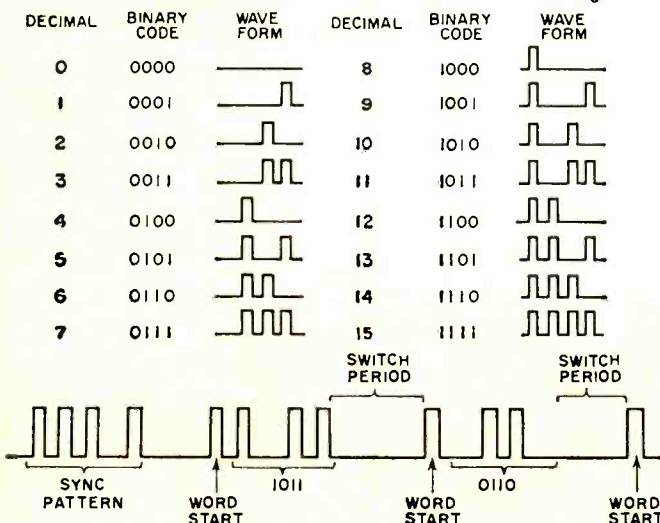 DECIMAL BINARY CODE WAVE FORM DECIMAL BINARY CODE WAVE FORM
0 0000 8 1000
1 0001 9 1001
2 0010 10 1010
3 0011 11 1011
4 0100 12 1100
5 0101 13 1101
6 0110 14 1110
7 0111 15 1111
SWITCH PERIOD SWITCH PERIOD
SYNC PATTERN 1011 0110
WORD START WORD START WORD START